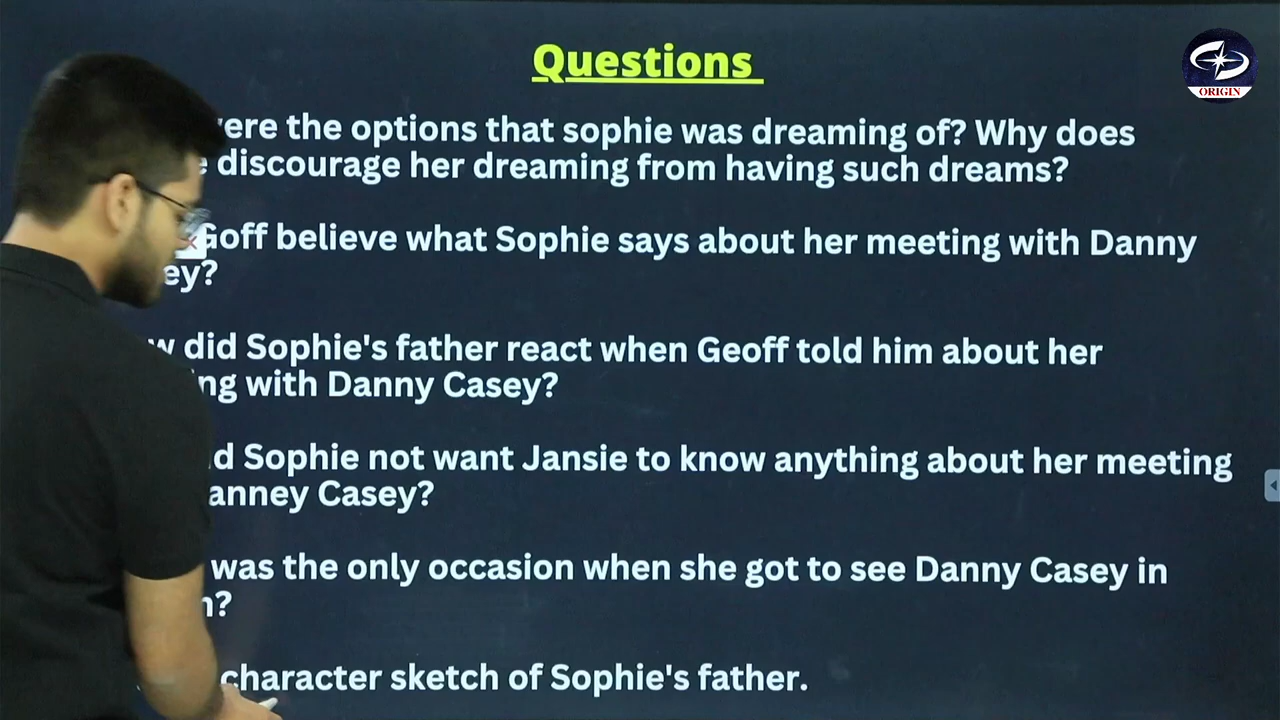 Questions
ORIGIN
were the options that sophie was dreaming of? Why does
discourage her dreaming from having such dreams?
Geoff believe what Sophie says about her meeting with Danny
ey?
w did Sophie's father react when Geoff told him about her
ng with Danny Casey?
d Sophie not want Jansie to know anything about her meeting
anney Casey?
was the only occasion when she got to see Danny Casey in
n?
character sketch of Sophie's father.